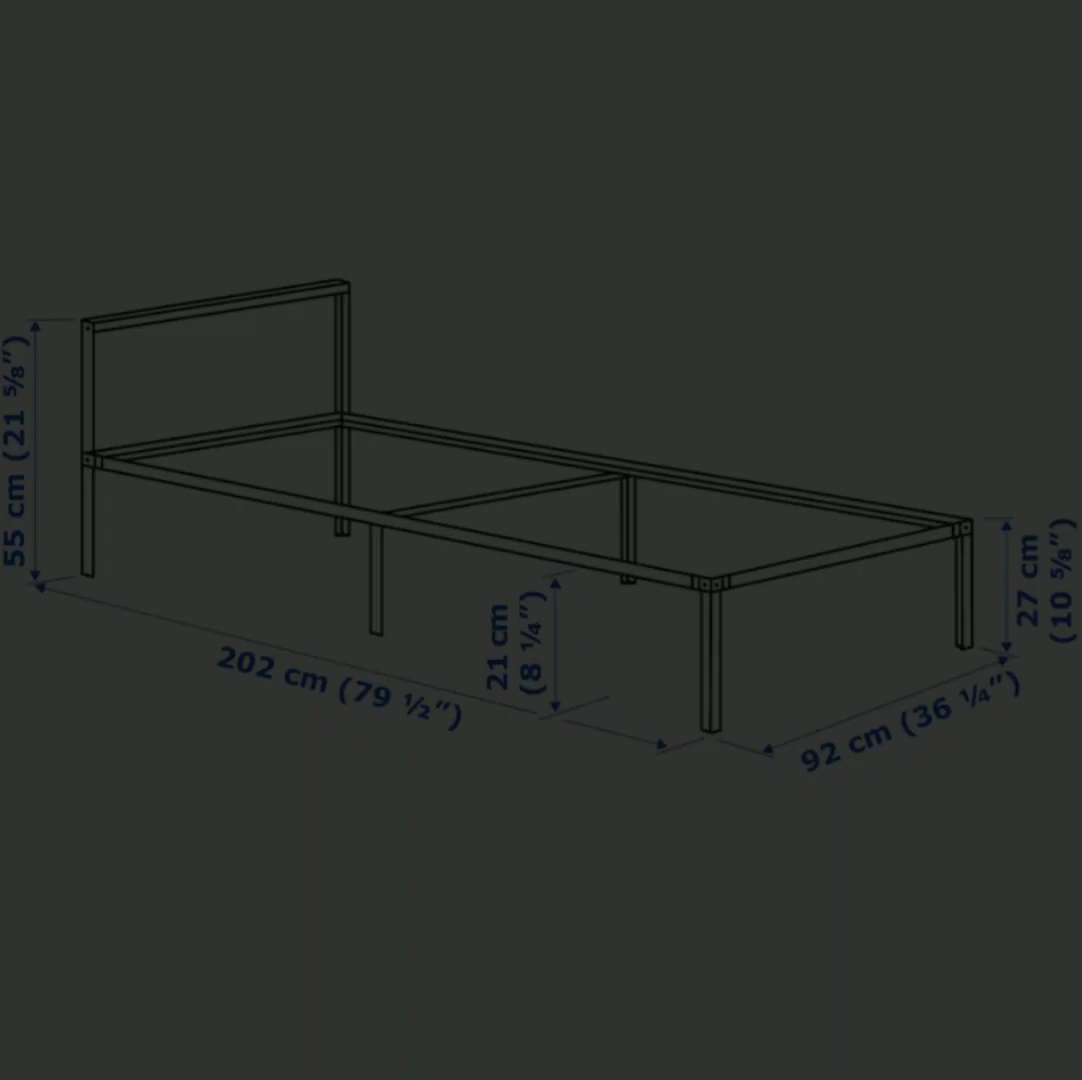 55 cm (21 ⅝″)
202 cm (79 ½″)
21 cm
(8 ¼″)
92 cm (36 ¼″)
27 cm
(10 ⅝″)